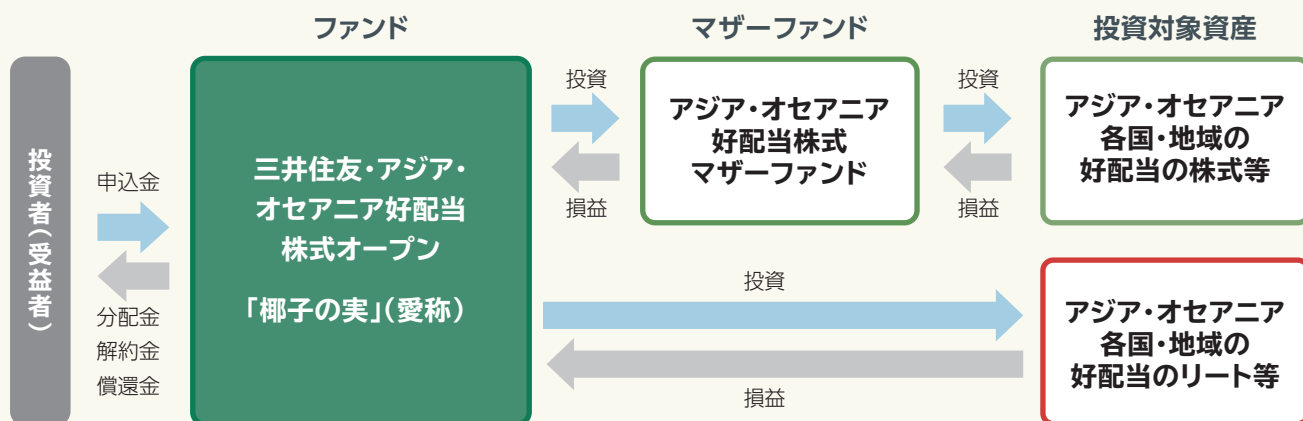 ファンド
マザーファンド
投資対象資産
投資者(受益者)
申込金
分配金
解約金
償還金
三井住友・アジア・
オセアニア好配当
株式オープン
「椰子の実」(愛称)
投資
損益
アジア・オセアニア
好配当株式
マザーファンド
投資
損益
アジア・オセアニア
各国・地域の
好配当の株式等
投資
損益
アジア・オセアニア
各国・地域の
好配当のリート等